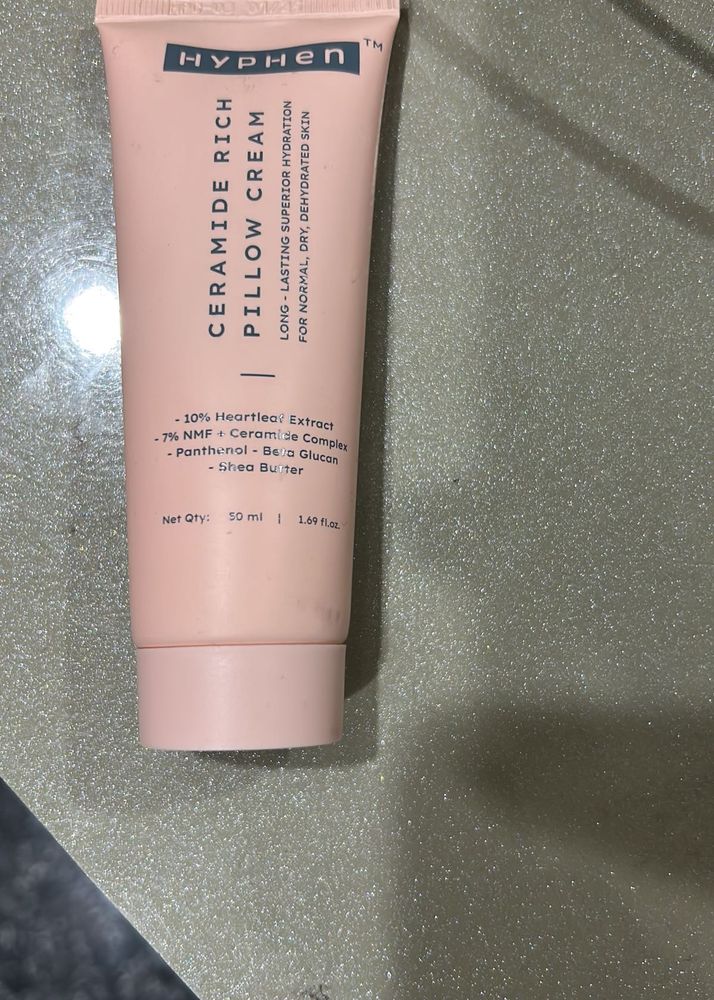 HYPHEN ™
CERAMIDE RICH
PILLOW CREAM
LONG - LASTING SUPERIOR HYDRATION
FOR NORMAL, DRY, DEHYDRATED SKIN
- 10% Heartleaf Extract
- 7% NMF + Ceramide Complex
- Panthenol - Beta Glucan
- Shea Butter
Net Qty: 50 ml | 1.69 fl.oz.